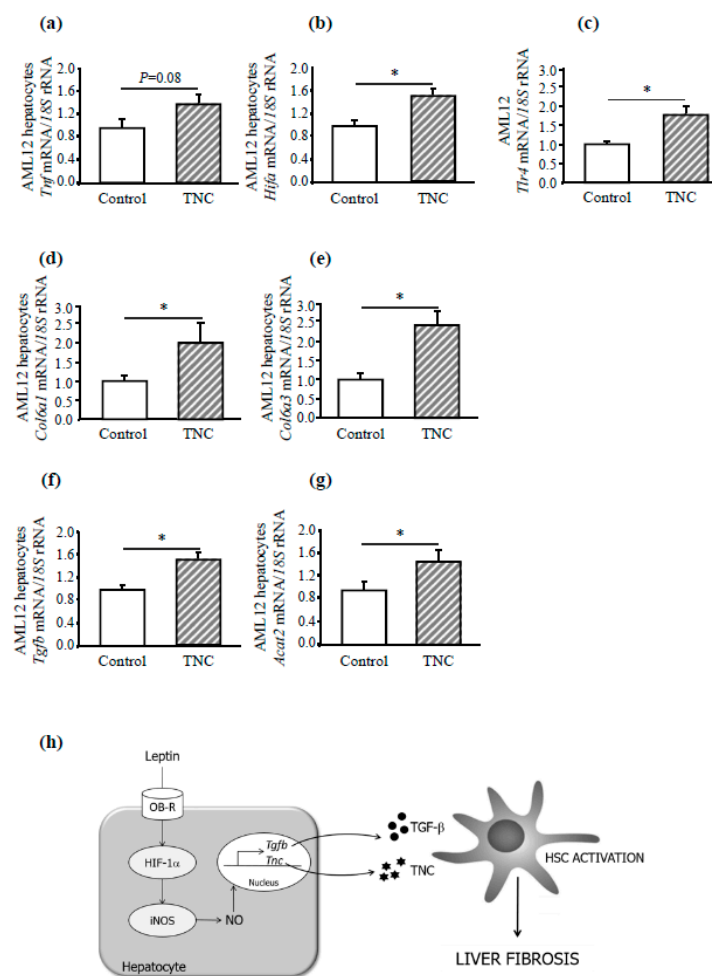 (a)
AML12 hepatocytes
Tnf mRNA/18S rRNA
2.0
1.6
1.2
0.8
0.4
0.0
P=0.08
Control TNC
(b)
AML12 hepatocytes
Hifa mRNA/18S rRNA
2.0
1.6
1.2
0.8
0.4
0.0
*
Control TNC
(c)
AML12
Tlr4 mRNA/18S rRNA
3.0
2.5
2.0
1.5
1.0
0.5
0.0
*
Control TNC
(d)
AML12 hepatocytes
Col6a1 mRNA/18S rRNA
3.0
2.5
2.0
1.5
1.0
0.5
0.0
*
Control TNC
(e)
AML12 hepatocytes
Col6a3 mRNA/18S rRNA
3.0
2.5
2.0
1.5
1.0
0.5
0.0
*
Control TNC
(f)
AML12 hepatocytes
Tgfb mRNA/18S rRNA
2.0
1.6
1.2
0.8
0.4
0.0
*
Control TNC
(g)
AML12 hepatocytes
Acat2 mRNA/18S rRNA
2.0
1.6
1.2
0.8
0.4
0.0
*
Control TNC
(h)
Leptin
OB-R
HIF-1α
iNOS
NO
Tgfb
Tnc
Nucleus
Hepatocyte
TGF-β
TNC
HSC ACTIVATION
LIVER FIBROSIS